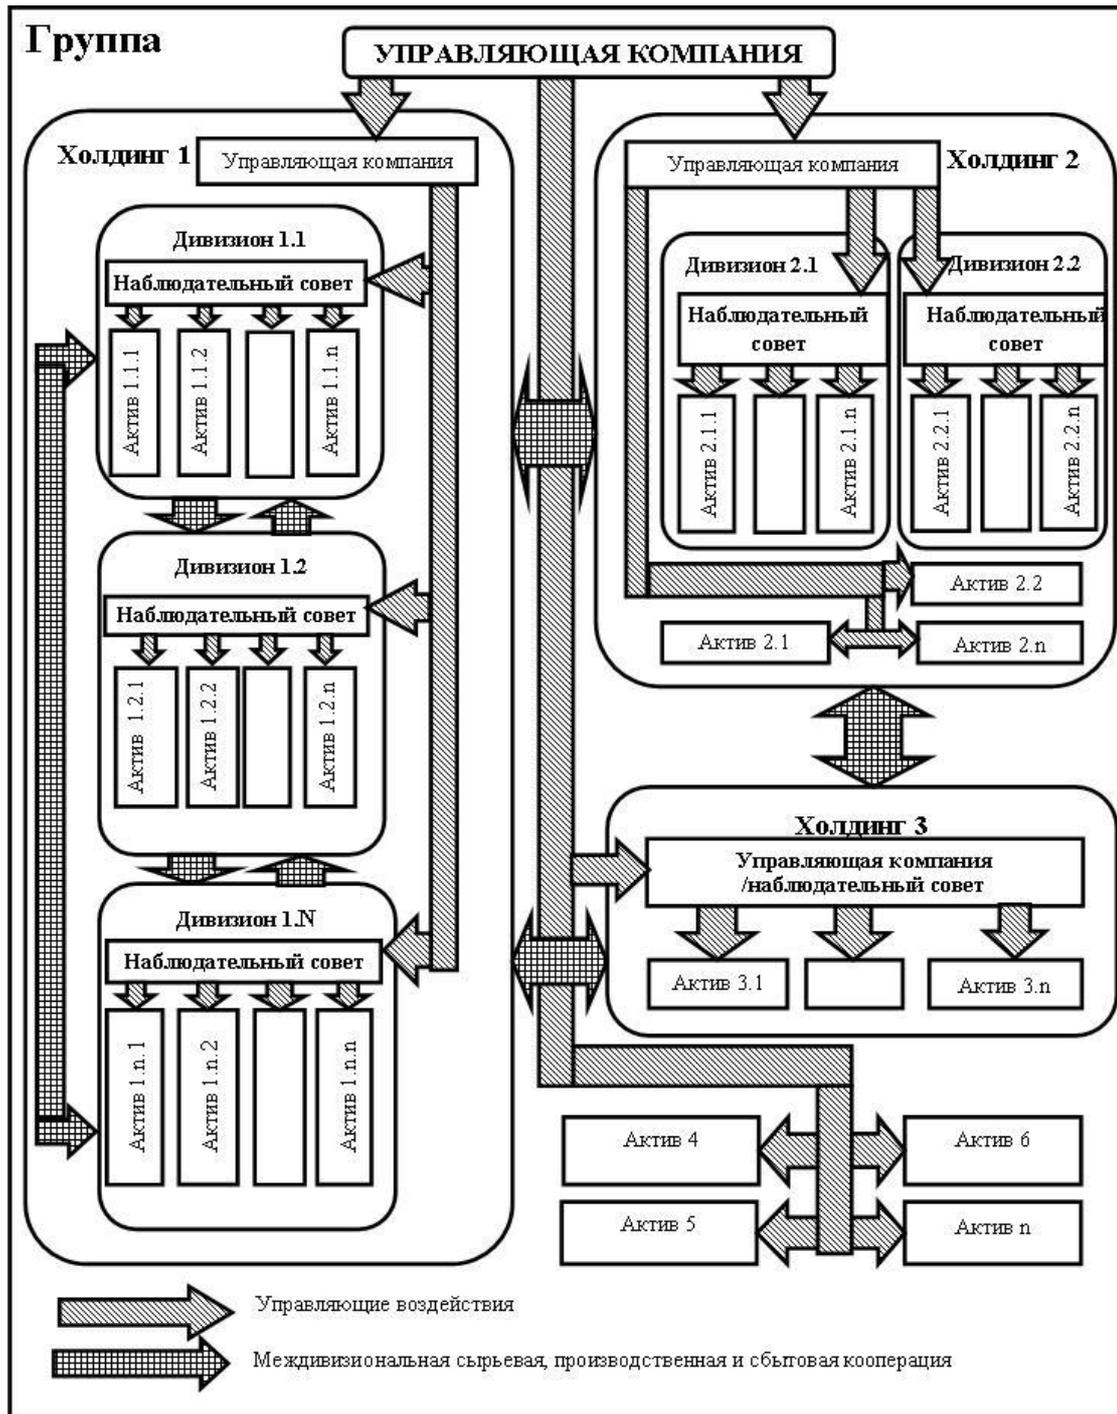 Группа
УПРАВЛЯЮЩАЯ КОМПАНИЯ
Холдинг 1
Управляющая компания
Дивизион 1.1
Наблюдательный совет
Актив 1.1.1
Актив 1.1.2
Актив 1.1.n
Дивизион 1.2
Наблюдательный совет
Актив 1.2.1
Актив 1.2.2
Актив 1.2.n
Дивизион 1.N
Наблюдательный совет
Актив 1.n.1
Актив 1.n.2
Актив 1.n.n
Управляющая компания
Холдинг 2
Дивизион 2.1
Наблюдательный
совет
Актив 2.1.1
Актив 2.1.n
Дивизион 2.2
Наблюдательный
совет
Актив 2.2.1
Актив 2.2.n
Актив 2.2
Актив 2.1
Актив 2.n
Холдинг 3
Управляющая компания
/наблюдательный совет
Актив 3.1
Актив 3.n
Актив 4
Актив 6
Актив 5
Актив n
Управляющие воздействия
Междивизиональная сырьевая, производственная и сбытовая кооперация